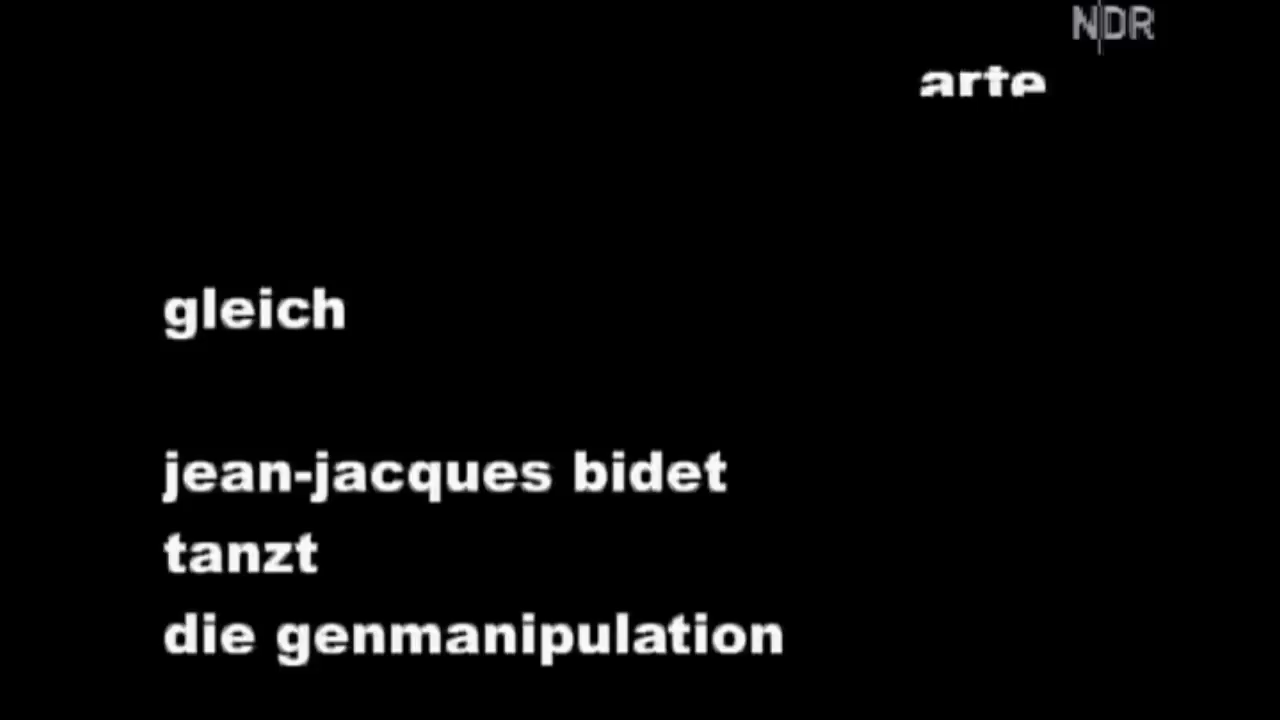 NDR
arte
gleich
jean-jacques bidet
tanzt
die genmanipulation